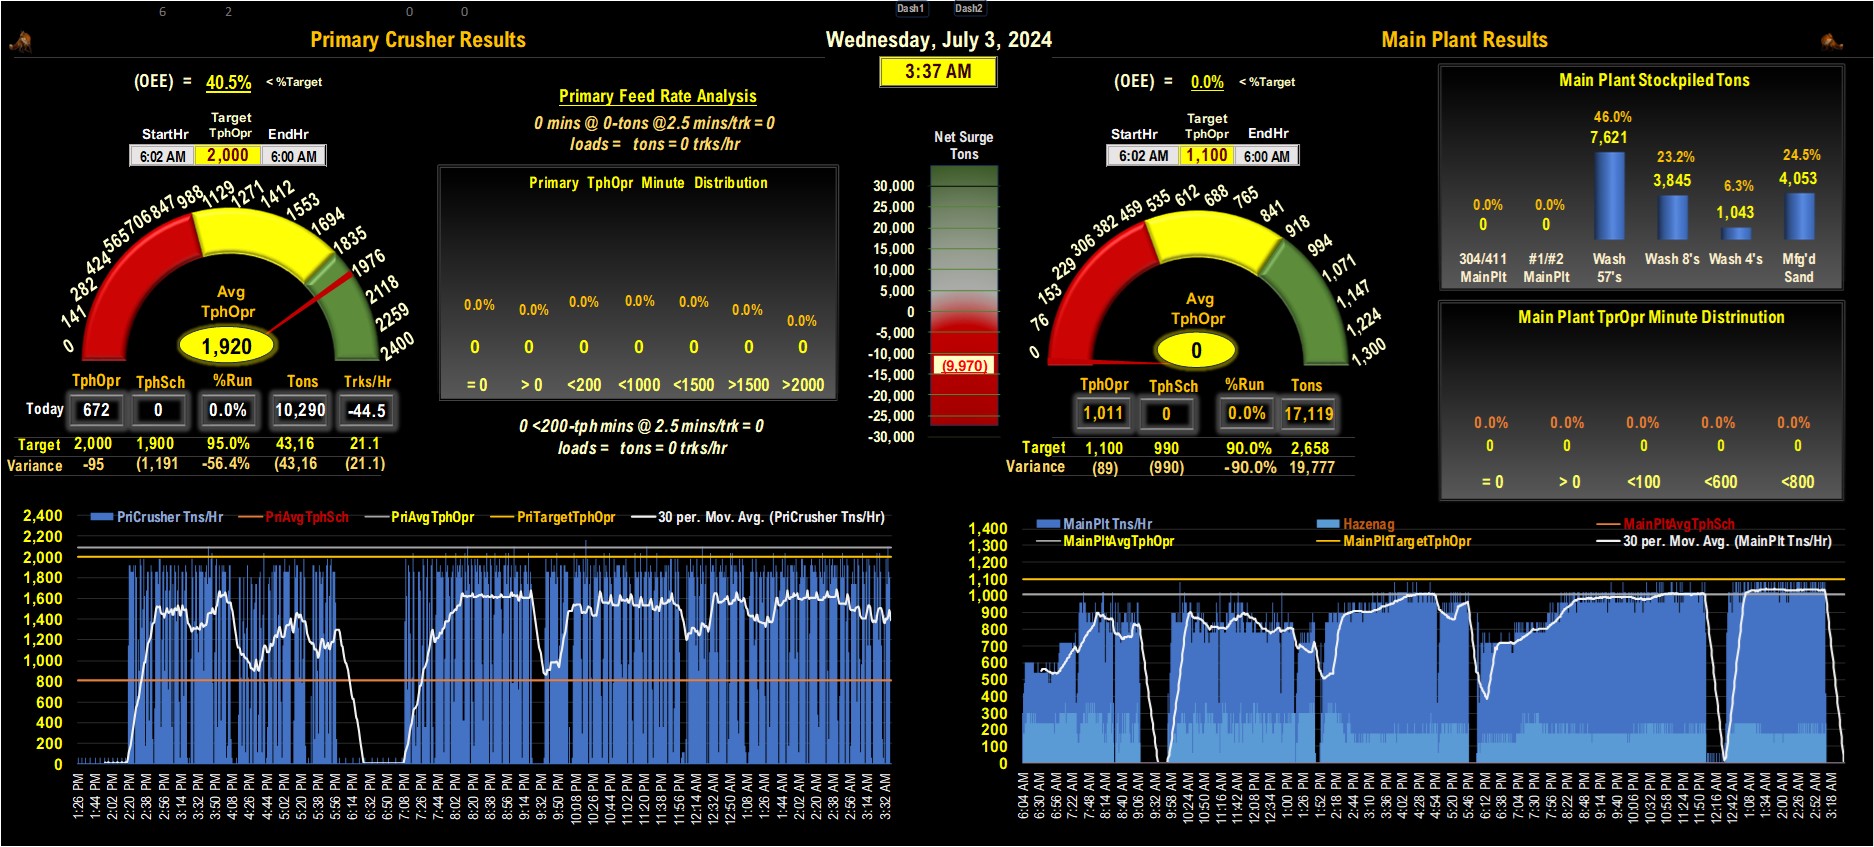 6 2 0 0 Dash1 Dash2
Primary Crusher Results
Wednesday, July 3, 2024
Main Plant Results
3:37 AM
(OEE) = 40.5% < %Target
Target
StartHr TphOpr EndHr
6:02 AM 2,000 6:00 AM
0 141 282 424 565 706 847 988 1129 1271 1412 1553 1694 1835 1976 2118 2259 2400
Avg
TphOpr
1,920
TphOpr TphSch %Run Tons Trks/Hr
Today 672 0 0.0% 10,290 -44.5
Target 2,000 1,900 95.0% 43,16 21.1
Variance -95 (1,191 -56.4% (43,16 (21.1)
Primary Feed Rate Analysis
0 mins @ 0-tons @2.5 mins/trk = 0
loads = tons = 0 trks/hr
Primary TphOpr Minute Distribution
0.0% 0.0% 0.0% 0.0% 0.0% 0.0% 0.0%
0 0 0 0 0 0 0
= 0 > 0 <200 <1000 <1500 >1500 >2000
0 <200-tph mins @ 2.5 mins/trk = 0
loads = tons = 0 trks/hr
Net Surge
Tons
30,000
25,000
20,000
15,000
10,000
5,000
0
-5,000
-10,000
(9,970)
-15,000
-20,000
-25,000
-30,000
(OEE) = 0.0% < %Target
Target
StartHr TphOpr EndHr
6:02 AM 1,100 6:00 AM
0 76 153 229 306 382 459 535 612 688 765 841 918 994 1,071 1,147 1,224 1,300
Avg
TphOpr
0
TphOpr TphSch %Run Tons
1,011 0 0.0% 17,119
Target 1,100 990 90.0% 2,658
Variance (89) (990) -90.0% 19,777
Main Plant Stockpiled Tons
0.0% 0.0% 46.0% 23.2% 6.3% 24.5%
0 0 7,621 3,845 1,043 4,053
304/411 #1/#2 Wash Wash 8's Wash 4's Mfg'd
MainPlt MainPlt 57's Sand
Main Plant TprOpr Minute Distrinution
0.0% 0.0% 0.0% 0.0% 0.0%
0 0 0 0 0
= 0 > 0 <100 <600 <800
PriCrusher Tns/Hr PriAvgTphSch PriAvgTphOpr PriTargetTphOpr 30 per. Mov. Avg. (PriCrusher Tns/Hr)
2,400
2,200
2,000
1,800
1,600
1,400
1,200
1,000
800
600
400
200
0
1:26 PM 1:44 PM 2:02 PM 2:20 PM 2:38 PM 2:56 PM 3:14 PM 3:32 PM 3:50 PM 4:08 PM 4:26 PM 4:44 PM 5:02 PM 5:20 PM 5:38 PM 5:56 PM 6:14 PM 6:32 PM 6:50 PM 7:08 PM 7:26 PM 7:44 PM 8:02 PM 8:20 PM 8:38 PM 8:56 PM 9:14 PM 9:32 PM 9:50 PM 10:08 PM 10:26 PM 10:44 PM 11:02 PM 11:20 PM 11:38 PM 11:56 PM 12:14 AM 12:32 AM 12:50 AM 1:08 AM 1:26 AM 1:44 AM 2:02 AM 2:20 AM 2:38 AM 2:56 AM 3:14 AM 3:32 AM
MainPlt Tns/Hr Hazenag MainPltAvgTphSch
MainPltAvgTphOpr MainPltTargetTphOpr 30 per. Mov. Avg. (MainPlt Tns/Hr)
1,400
1,300
1,200
1,100
1,000
900
800
700
600
500
400
300
200
100
0
6:04 AM 6:30 AM 6:56 AM 7:22 AM 7:48 AM 8:14 AM 8:40 AM 9:06 AM 9:32 AM 9:58 AM 10:24 AM 10:50 AM 11:16 AM 11:42 AM 12:08 PM 12:34 PM 1:00 PM 1:26 PM 1:52 PM 2:18 PM 2:44 PM 3:10 PM 3:36 PM 4:02 PM 4:28 PM 4:54 PM 5:20 PM 5:46 PM 6:12 PM 6:38 PM 7:04 PM 7:30 PM 7:56 PM 8:22 PM 8:48 PM 9:14 PM 9:40 PM 10:06 PM 10:32 PM 10:58 PM 11:24 PM 11:50 PM 12:16 AM 12:42 AM 1:08 AM 1:34 AM 2:00 AM 2:26 AM 2:52 AM 3:18 AM